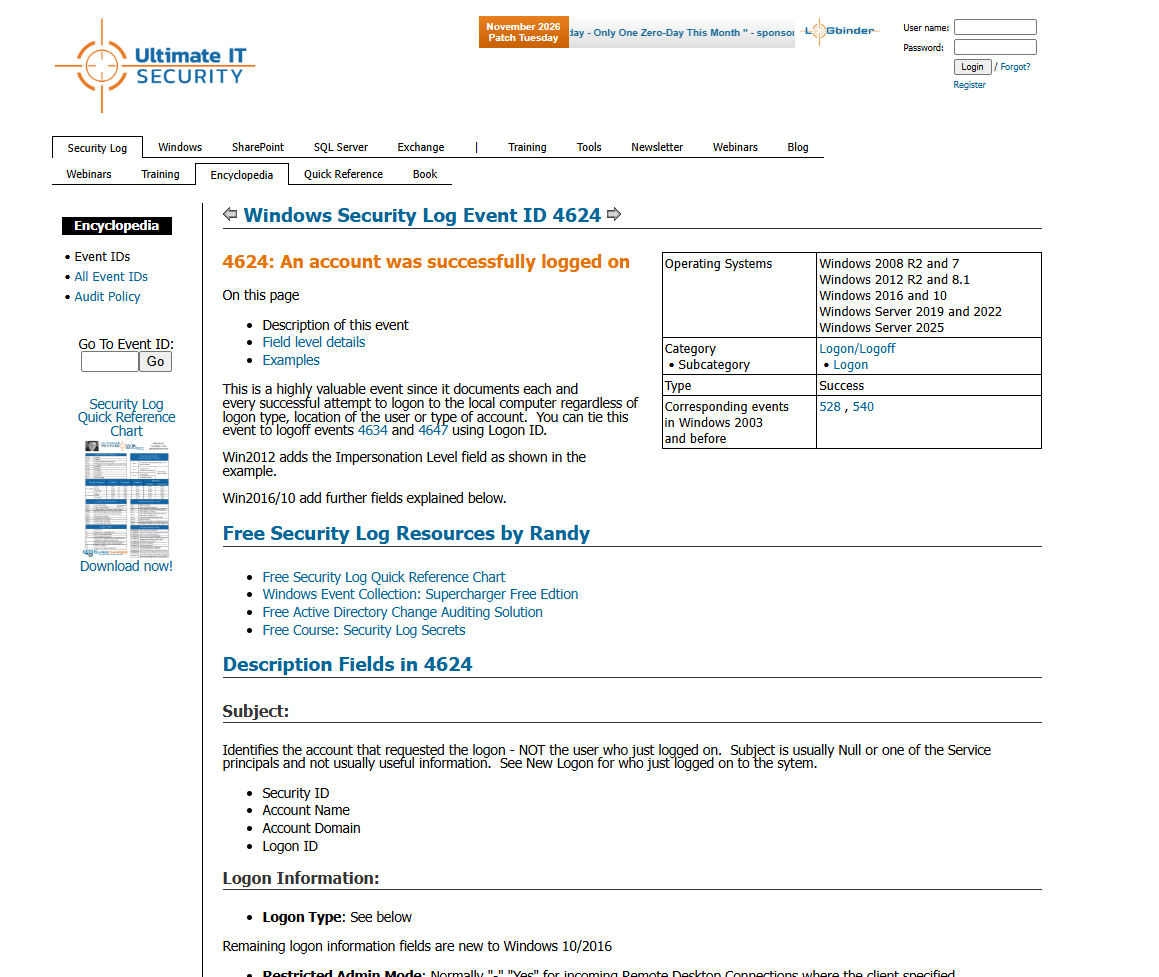 Ultimate IT
SECURITY
November 2026
Patch Tuesday
day - Only One Zero-Day This Month " - sponsor
LOGbinder
User name:
Password:
Login / Forgot?
Register
Security Log Windows SharePoint SQL Server Exchange | Training Tools Newsletter Webinars Blog
Webinars Training Encyclopedia Quick Reference Book
Encyclopedia
• Event IDs
• All Event IDs
• Audit Policy
Go To Event ID:
Go
Security Log
Quick Reference
Chart
Download now!
Windows Security Log Event ID 4624
4624: An account was successfully logged on
On this page
• Description of this event
• Field level details
• Examples
This is a highly valuable event since it documents each and
every successful attempt to logon to the local computer regardless of
logon type, location of the user or type of account.  You can tie this
event to logoff events 4634 and 4647 using Logon ID.
Win2012 adds the Impersonation Level field as shown in the
example.
Win2016/10 add further fields explained below.
Operating Systems
Windows 2008 R2 and 7
Windows 2012 R2 and 8.1
Windows 2016 and 10
Windows Server 2019 and 2022
Windows Server 2025
Category
• Subcategory
Logon/Logoff
• Logon
Type
Success
Corresponding events
in Windows 2003
and before
528 , 540
Free Security Log Resources by Randy
• Free Security Log Quick Reference Chart
• Windows Event Collection: Supercharger Free Edtion
• Free Active Directory Change Auditing Solution
• Free Course: Security Log Secrets
Description Fields in 4624
Subject:
Identifies the account that requested the logon - NOT the user who just logged on.  Subject is usually Null or one of the Service
principals and not usually useful information.  See New Logon for who just logged on to the sytem.
• Security ID
• Account Name
• Account Domain
• Logon ID
Logon Information:
• Logon Type: See below
Remaining logon information fields are new to Windows 10/2016
• Restricted Admin Mode: Normally "-" "Yes" for incoming Remote Desktop Connections where the client specified